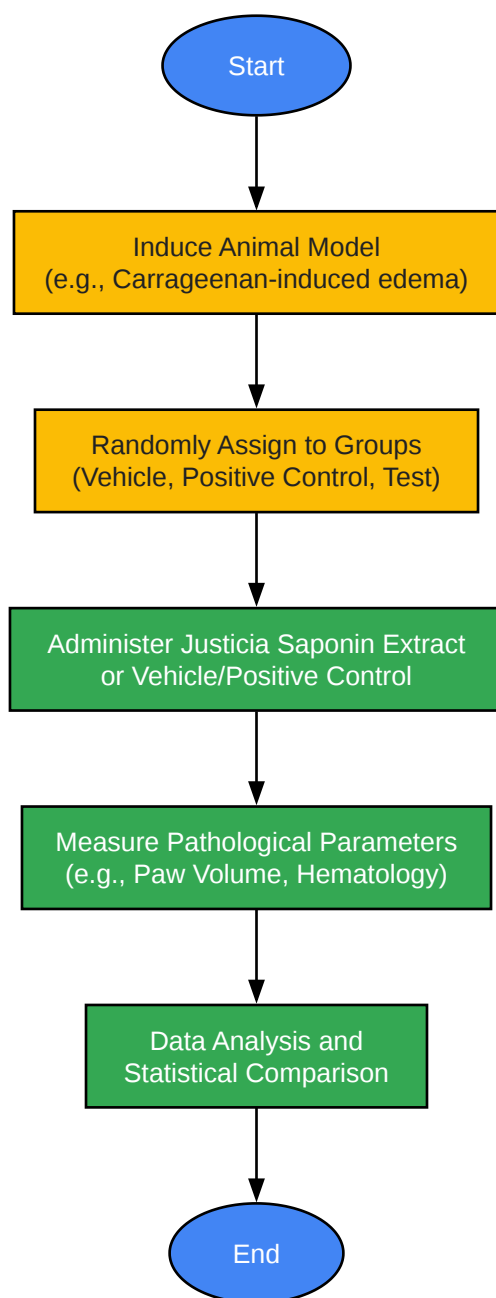 Start
Induce Animal Model
(e.g., Carrageenan-induced edema)
Randomly Assign to Groups
(Vehicle, Positive Control, Test)
Administer Justicia Saponin Extract
or Vehicle/Positive Control
Measure Pathological Parameters
(e.g., Paw Volume, Hematology)
Data Analysis and
Statistical Comparison
End